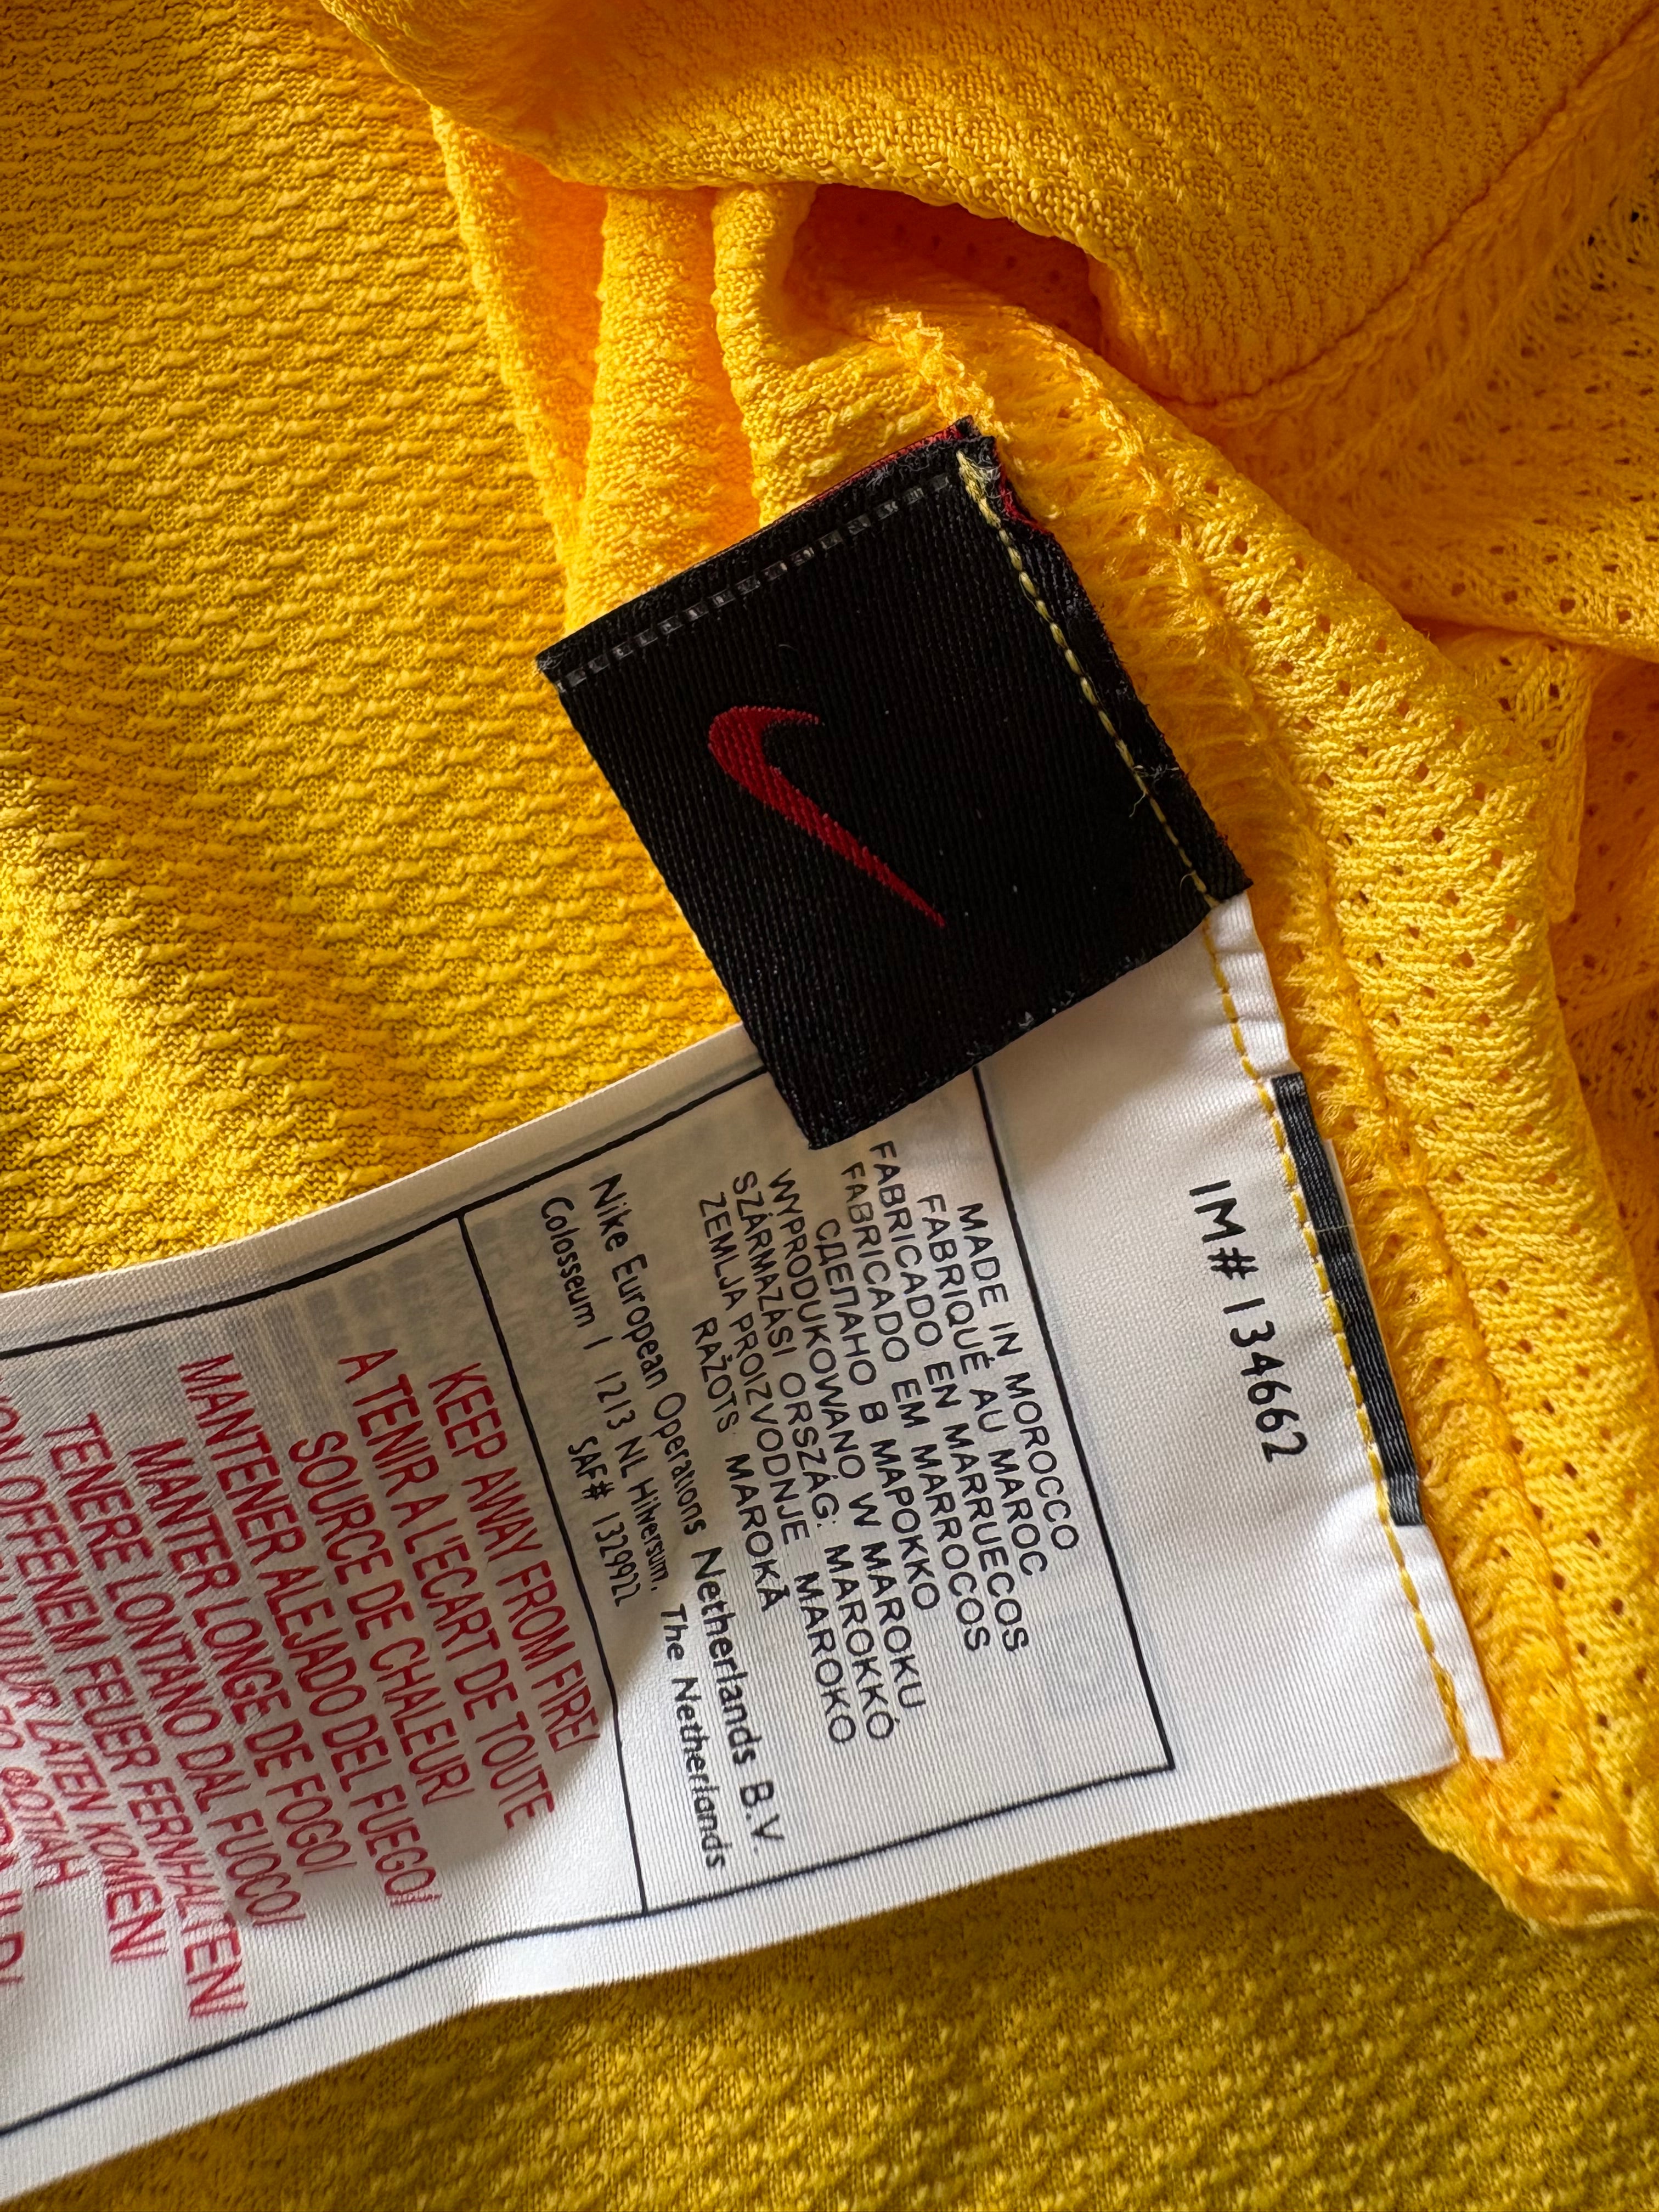 IM# 134662
MADE IN MOROCCO
FABRIQUÉ AU MAROC
FABRICADO EN MARRUECOS
FABRICADO EM MARROCOS
СДЕЛАНО В МАРОККО
WYPRODUKOWANO W MAROKU
SZÁRMAZÁSI ORSZÁG: MAROKKÓ
ZEMLJA PROIZVODNJE MAROKO
RAŽOTS MAROKĀ
Nike European Operations Netherlands B.V.
Colosseum 1 1213 NL Hilversum, The Netherlands
SAF# 132922
KEEP AWAY FROM FIRE!
A TENIR A L'ECART DE TOUTE
SOURCE DE CHALEUR!
MANTENER ALEJADO DEL FUEGO!
MANTER LONGE DE FOGO!
TENERE LONTANO DAL FUOCO!
OFFENEM FEUER FERNHALTEN!
VUUR LATEN KOMEN!